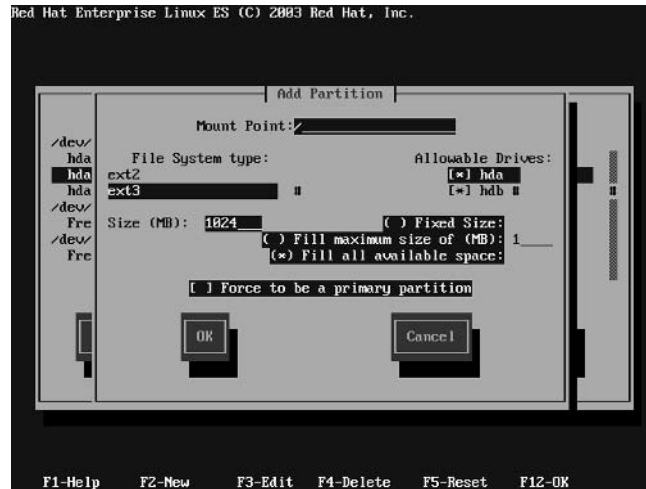 Red Hat Enterprise Linux ES (C) 2003 Red Hat, Inc.
Add Partition
Mount Point:/
/dev/
hda File System type: Allowable Drives:
hda ext2 [*] hda
hda ext3 # [*] hdb # #
/dev/
Fre Size (MB): 1024 ( ) Fixed Size:
/dev/ ( ) Fill maximum size of (MB): 1
Fre (*) Fill all available space:
[ ] Force to be a primary partition
OK Cancel
F1-Help F2-New F3-Edit F4-Delete F5-Reset F12-OK